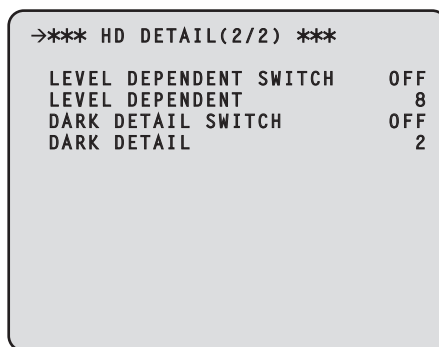 →*** HD DETAIL(2/2) ***
LEVEL DEPENDENT SWITCH OFF
LEVEL DEPENDENT 8
DARK DETAIL SWITCH OFF
DARK DETAIL 2